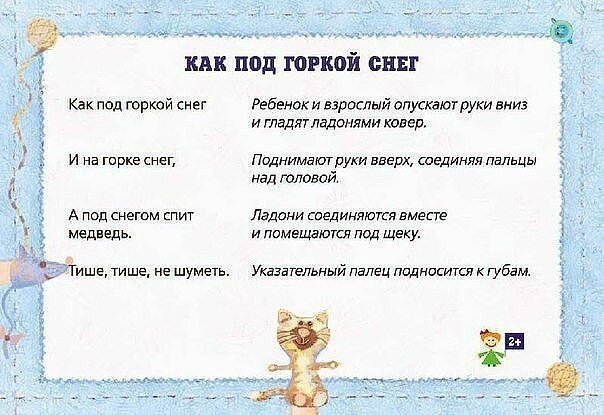 КАК ПОД ГОРКОЙ СНЕГ
Как под горкой снег
Ребенок и взрослый опускают руки вниз
и гладят ладонями ковер.
И на горке снег,
Поднимают руки вверх, соединяя пальцы
над головой.
А под снегом спит
медведь.
Ладони соединяются вместе
и помещаются под щеку.
Тише, тише, не шуметь.
Указательный палец подносится к губам.
2+